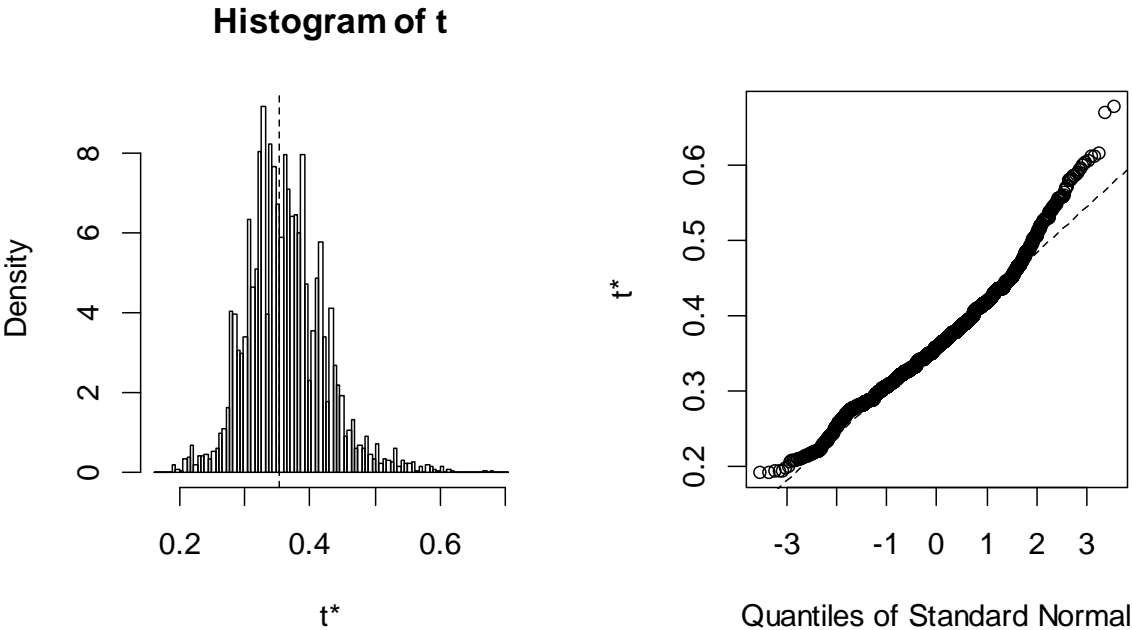 Histogram of t
Density
0 2 4 6 8
0.2 0.4 0.6
t*
t*
0.2 0.3 0.4 0.5 0.6
-3 -1 0 1 2 3
Quantiles of Standard Normal